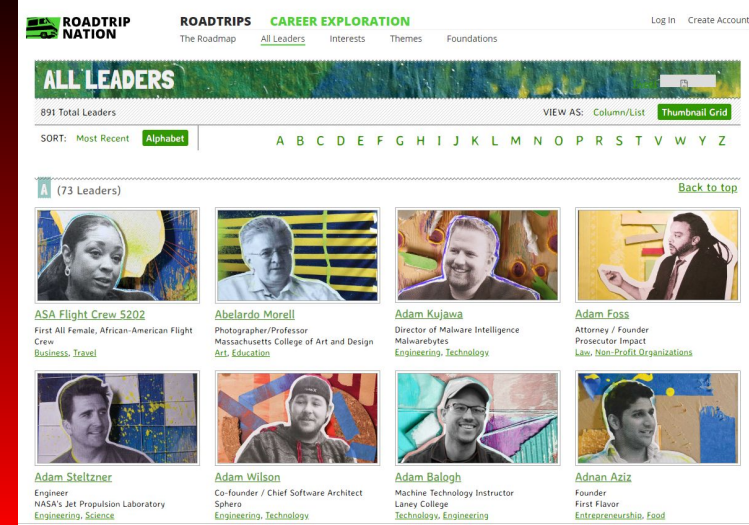 ROADTRIP
NATION
ROADTRIPS CAREER EXPLORATION
Log In Create Account
The Roadmap All Leaders Interests Themes Foundations
ALL LEADERS
891 Total Leaders
VIEW AS: Column/List Thumbnail Grid
SORT: Most Recent Alphabet
A B C D E F G H I J K L M N O P R S T V W Y Z
A (73 Leaders)
Back to top
ASA Flight Crew 5202
First All Female, African-American Flight
Crew
Business, Travel
Abelardo Morell
Photographer/Professor
Massachusetts College of Art and Design
Art, Education
Adam Kujawa
Director of Malware Intelligence
Malwarebytes
Engineering, Technology
Adam Foss
Attorney / Founder
Prosecutor Impact
Law, Non-Profit Organizations
Adam Steltzner
Engineer
NASA's Jet Propulsion Laboratory
Engineering, Science
Adam Wilson
Co-founder / Chief Software Architect
Sphero
Engineering, Technology
Adam Balogh
Machine Technology Instructor
Laney College
Technology, Engineering
Adnan Aziz
Founder
First Flavor
Entrepreneurship, Food